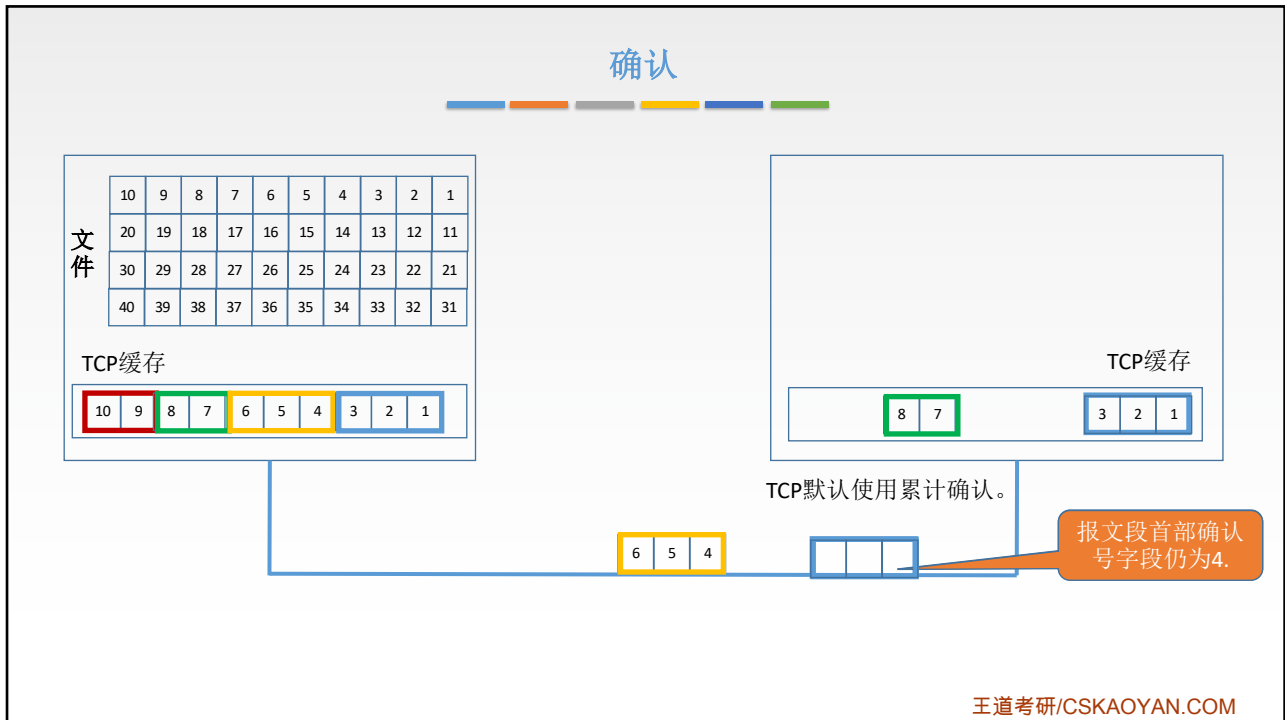 确认
10 9 8 7 6 5 4 3 2 1
20 19 18 17 16 15 14 13 12 11
30 29 28 27 26 25 24 23 22 21
40 39 38 37 36 35 34 33 32 31
文件
TCP缓存
10 9 8 7 6 5 4 3 2 1
TCP缓存
8 7 3 2 1
TCP默认使用累计确认。
6 5 4
报文段首部确认
号字段仍为4.
王道考研/CSKAOYAN.COM